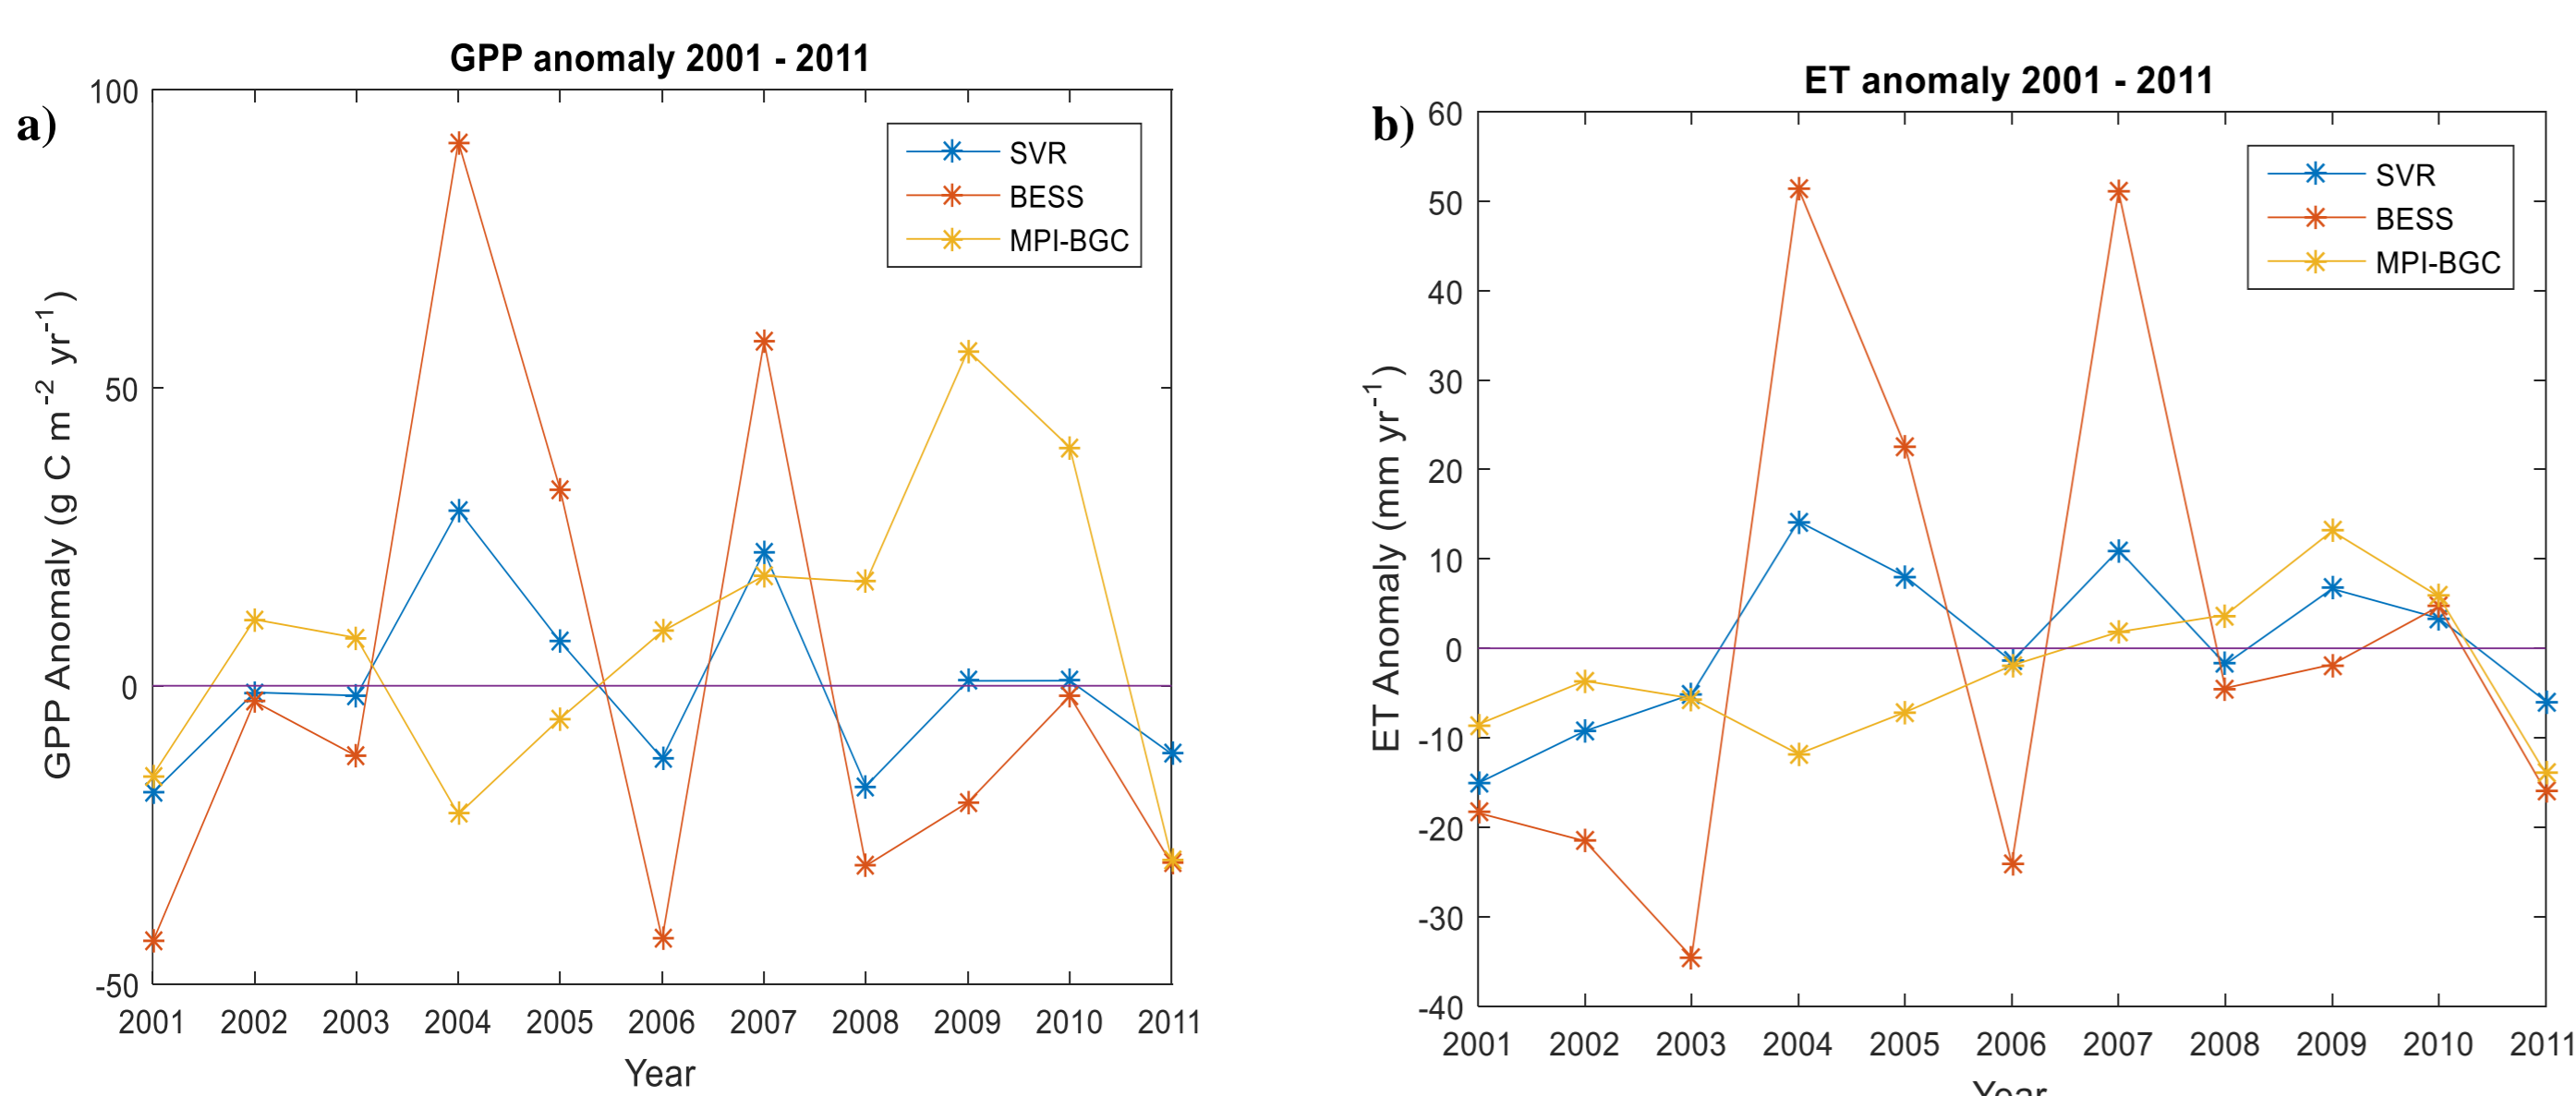 a)
GPP anomaly 2001 - 2011
100
50
0
-50
GPP Anomaly (g C m⁻² yr⁻¹)
SVR
BESS
MPI-BGC
2001 2002 2003 2004 2005 2006 2007 2008 2009 2010 2011
Year
b)
ET anomaly 2001 - 2011
60
50
40
30
20
10
0
-10
-20
-30
-40
ET Anomaly (mm yr⁻¹)
SVR
BESS
MPI-BGC
2001 2002 2003 2004 2005 2006 2007 2008 2009 2010 2011
Year